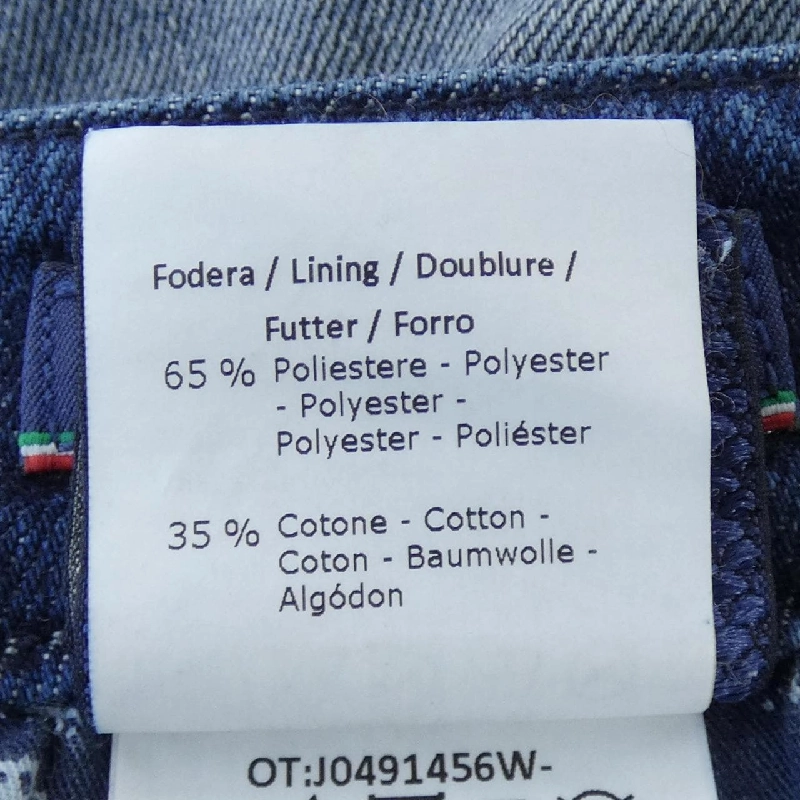 Fodera / Lining / Doublure /
Futter / Forro
65 % Poliestere - Polyester
- Polyester -
Polyester - Poliéster
35 % Cotone - Cotton -
Coton - Baumwolle -
Algódon
OT:J0491456W-